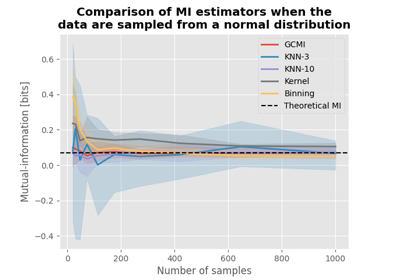 Comparison of MI estimators when the
data are sampled from a normal distribution
GCMI
KNN-3
KNN-10
Kernel
Binning
Theoretical MI
Mutual-information [bits]
0.6
0.4
0.2
0.0
−0.2
−0.4
0
200
400
600
800
1000
Number of samples